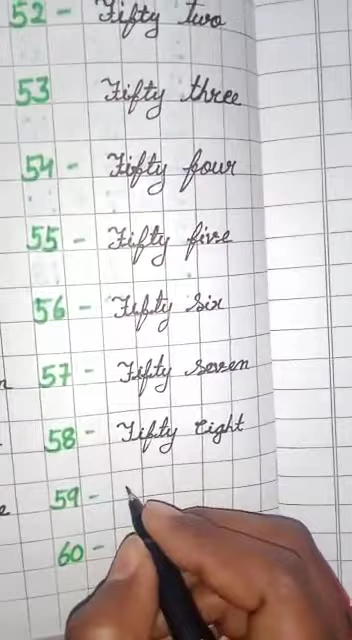 52 - Fifty two
53 Fifty three
54 - Fifty four
55 - Fifty five
56 - Fifty six
57 - Fifty seven
58 - Fifty eight
59 -
60 -